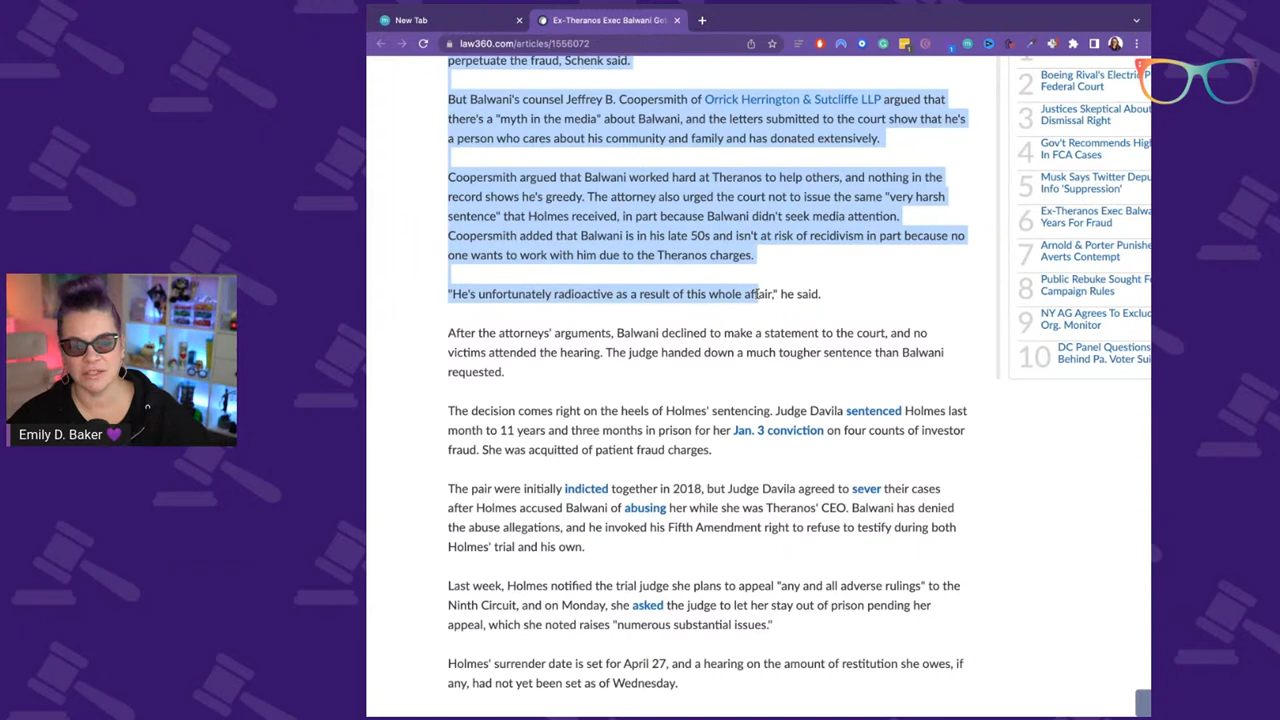 New Tab
Ex-Theranos Exec Balwani Get
law360.com/articles/1556072
perpetuate the fraud, Schenk said.
But Balwani's counsel Jeffrey B. Coopersmith of Orrick Herrington & Sutcliffe LLP argued that
there's a "myth in the media" about Balwani, and the letters submitted to the court show that he's
a person who cares about his community and family and has donated extensively.
Coopersmith argued that Balwani worked hard at Theranos to help others, and nothing in the
record shows he's greedy. The attorney also urged the court not to issue the same "very harsh
sentence" that Holmes received, in part because Balwani didn't seek media attention.
Coopersmith added that Balwani is in his late 50s and isn't at risk of recidivism in part because no
one wants to work with him due to the Theranos charges.
"He's unfortunately radioactive as a result of this whole affair," he said.
After the attorneys' arguments, Balwani declined to make a statement to the court, and no
victims attended the hearing. The judge handed down a much tougher sentence than Balwani
requested.
The decision comes right on the heels of Holmes' sentencing. Judge Davila sentenced Holmes last
month to 11 years and three months in prison for her Jan. 3 conviction on four counts of investor
fraud. She was acquitted of patient fraud charges.
The pair were initially indicted together in 2018, but Judge Davila agreed to sever their cases
after Holmes accused Balwani of abusing her while she was Theranos' CEO. Balwani has denied
the abuse allegations, and he invoked his Fifth Amendment right to refuse to testify during both
Holmes' trial and his own.
Last week, Holmes notified the trial judge she plans to appeal "any and all adverse rulings" to the
Ninth Circuit, and on Monday, she asked the judge to let her stay out of prison pending her
appeal, which she noted raises "numerous substantial issues."
Holmes' surrender date is set for April 27, and a hearing on the amount of restitution she owes, if
any, had not yet been set as of Wednesday.
2 Boeing Rival's Electric P
Federal Court
3 Justices Skeptical About
Dismissal Right
4 Gov't Recommends High
In FCA Cases
5 Musk Says Twitter Depu
Info 'Suppression'
6 Ex-Theranos Exec Balwa
Years For Fraud
7 Arnold & Porter Punishe
Averts Contempt
8 Public Rebuke Sought F
Campaign Rules
9 NY AG Agrees To Exclud
Org. Monitor
10 DC Panel Questions
Behind Pa. Voter Sui
Emily D. Baker 💜